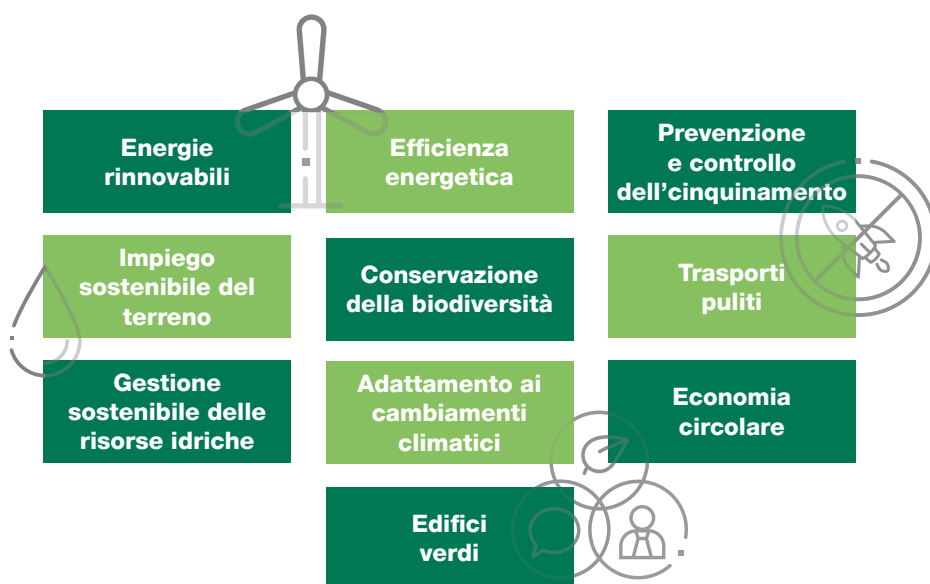 Energie
rinnovabili
Efficienza
energetica
Prevenzione
e controllo
dell'cinquinamento
Impiego
sostenibile del
terreno
Conservazione
della biodiversità
Trasporti
puliti
Gestione
sostenibile delle
risorse idriche
Adattamento ai
cambiamenti
climatici
Economia
circolare
Edifici
verdi